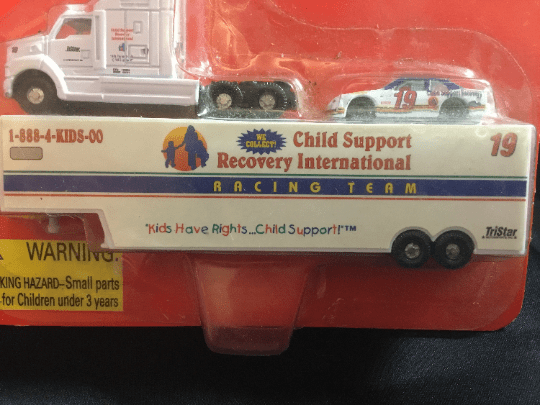 19
1-888-4-KIDS-00
WE COLLECT!
Child Support
Recovery International
19
RACING TEAM
"Kids Have Rights...Child Support!"™
TriStar
WARNING:
KING HAZARD-Small parts
for Children under 3 years